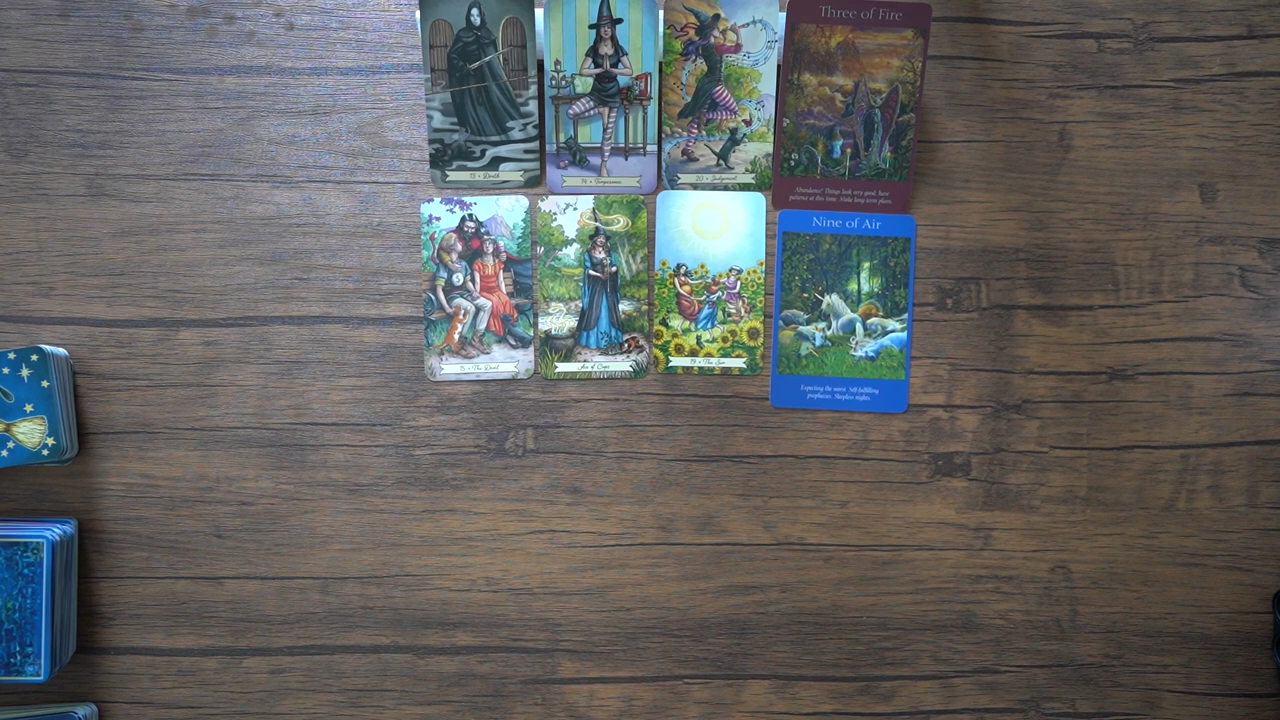 13 • Death
14 • Temperance
20 • Judgement
Three of Fire
Abundance! Things look very good; have
patience at this time. Make long-term plans.
15 • The Devil
Ace of Cups
19 • The Sun
Nine of Air
Expecting the worst. Self-fulfilling
prophecies. Sleepless nights.